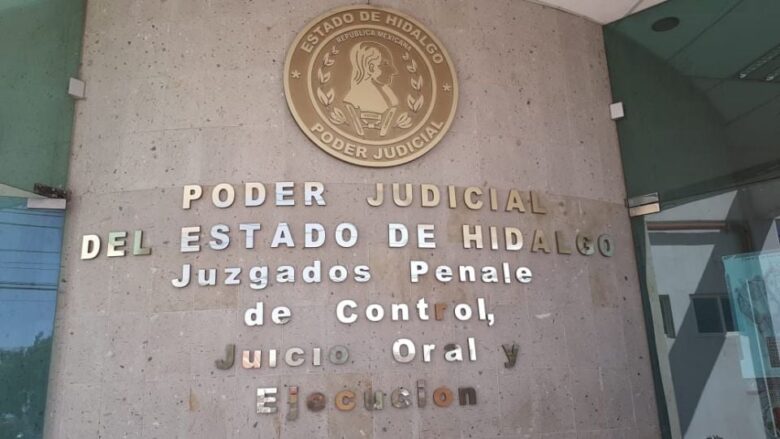 ESTADO DE HIDALGO
REPÚBLICA MEXICANA
PODER JUDICIAL
PODER JUDICIAL
DEL ESTADO DE HIDALGO
Juzgados Penale
de Control,
Juicio Oral y
Ejecucion